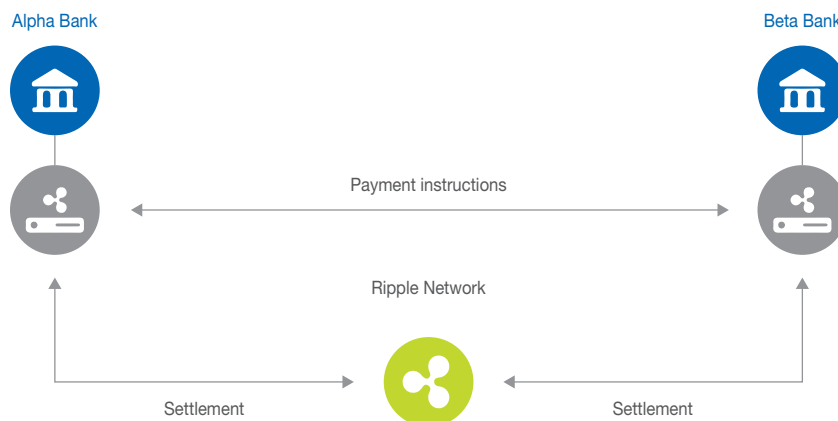 Alpha Bank
Beta Bank
Payment instructions
Ripple Network
Settlement
Settlement